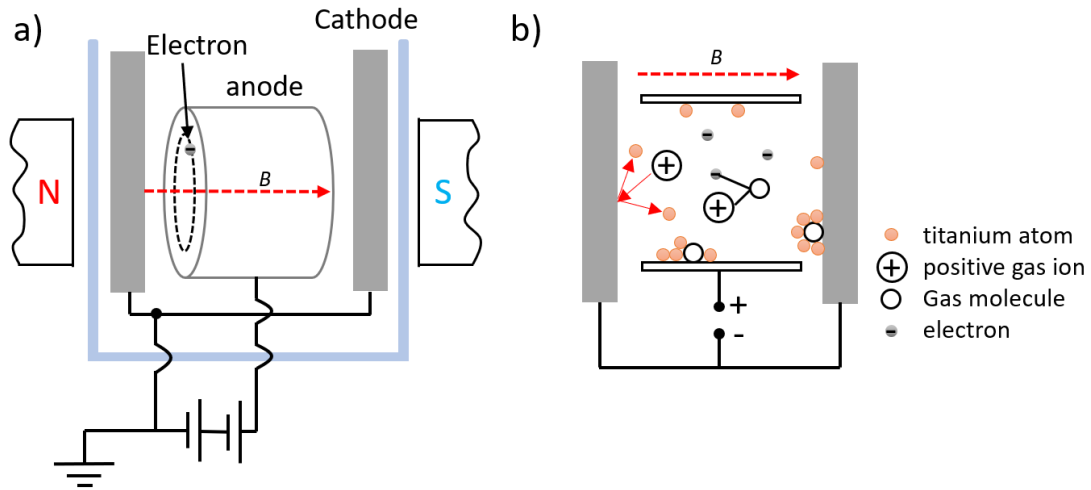 a)
Cathode
Electron
anode
N
B
S
b)
B
+
-
titanium atom
positive gas ion
Gas molecule
electron